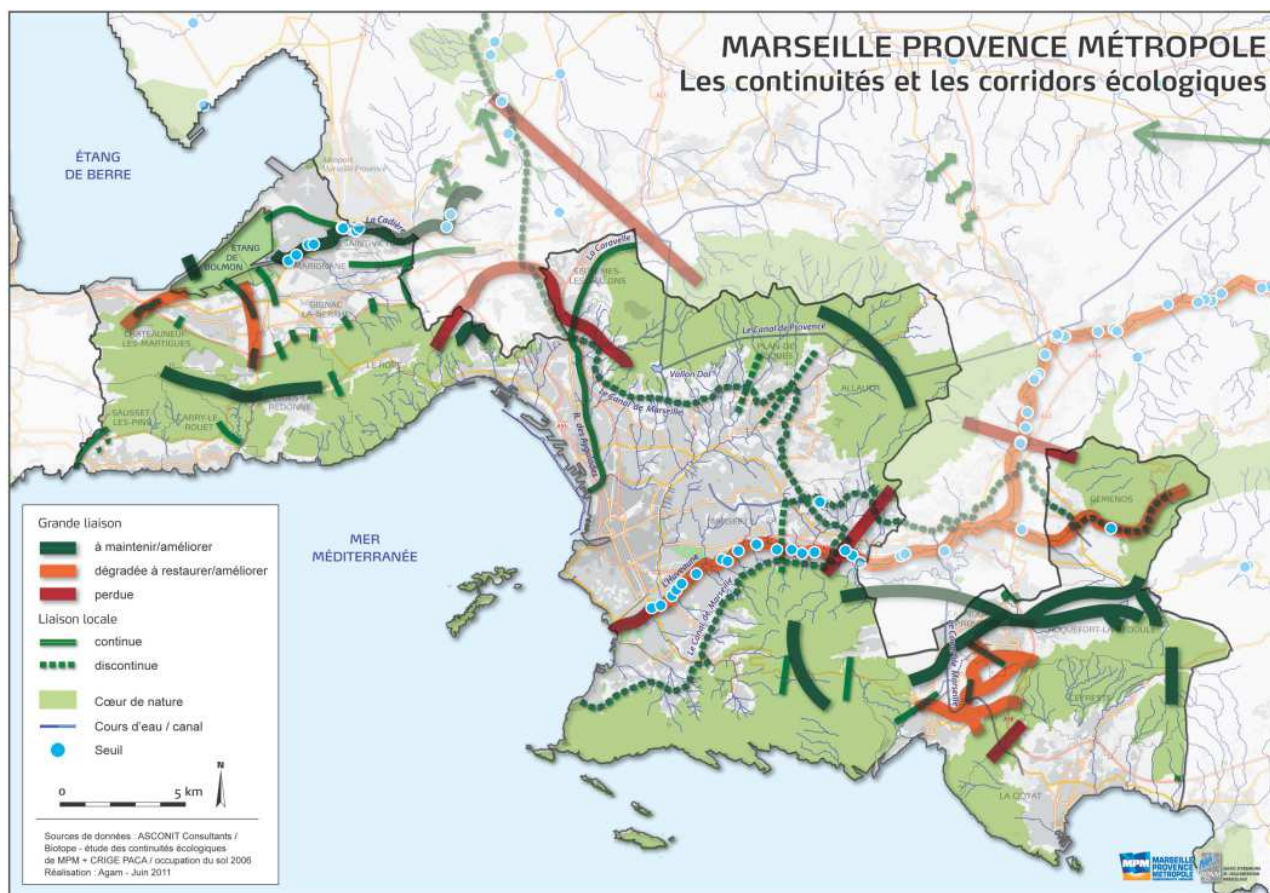 MARSEILLE PROVENCE MÉTROPOLE
Les continuités et les corridors écologiques
ÉTANG
DE BERRE
Aéroport
Marseille Provence
La Cadière
ÉTANG
DE
BOLMON
MARIGNANE
La Caravelle
SEPTÈMES-
LES-VALLONS
GIGNAC
LA-NERTHE
CHÂTEAUNEUF-
LES-MARTIGUES
LE ROVE
SAUSSET-
LES-PINS
CARRY-LE
ROUET
Le Canal de Provence
PLAN-DE-
CUQUES
Vallon Dol
ALLAUCH
Le Canal de Marseille
R. des Aygalades
MARSEILLE
GÉMENOS
MER
MÉDITERRANÉE
L'Huveaune
Le Canal de Marseille
ROQUEFORT-LA-BÉDOULE
Le Canal de Marseille
CEYRESTE
LA CIOTAT
Grande liaison
à maintenir/améliorer
dégradée à restaurer/améliorer
perdue
Liaison locale
continue
discontinue
Cœur de nature
Cours d'eau / canal
Seuil
N
0 5 km
Sources de données : ASCONIT Consultants /
Biotope - étude des continuités écologiques
de MPM + CRIGE PACA / occupation du sol 2006
Réalisation : Agam - Juin 2011
MPM
MARSEILLE
PROVENCE
METROPOLE